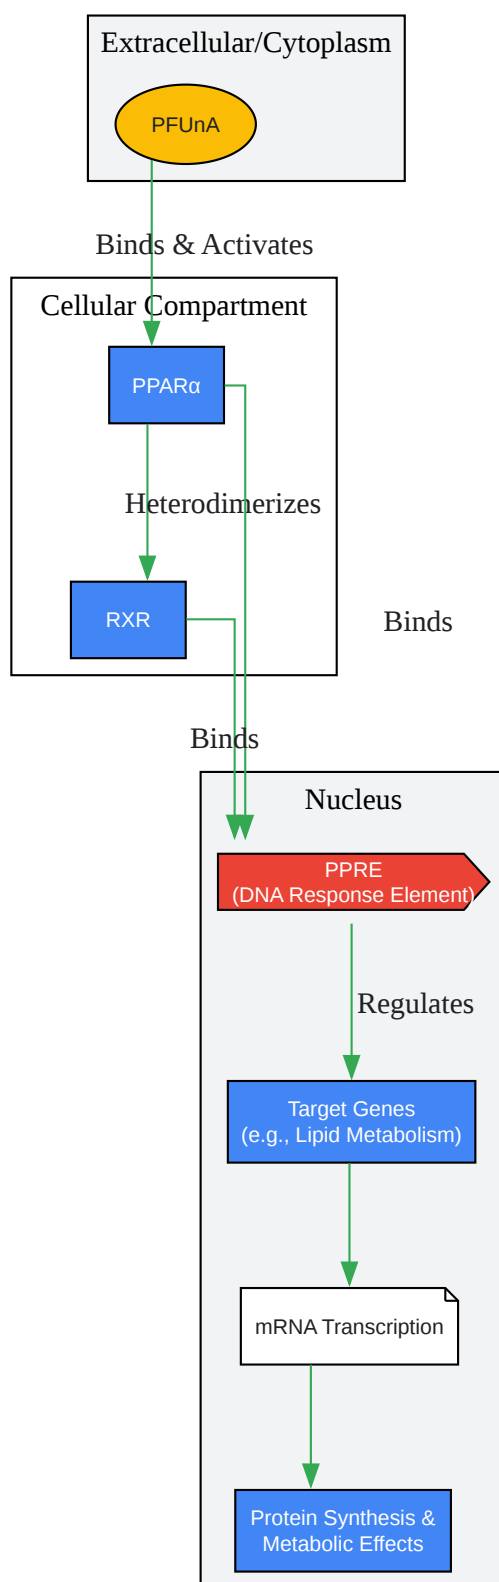 Extracellular/Cytoplasm
PFUnA
Binds & Activates
Cellular Compartment
PPARα
Heterodimerizes
RXR
Binds
Binds
Nucleus
PPRE
(DNA Response Element)
Regulates
Target Genes
(e.g., Lipid Metabolism)
mRNA Transcription
Protein Synthesis &
Metabolic Effects